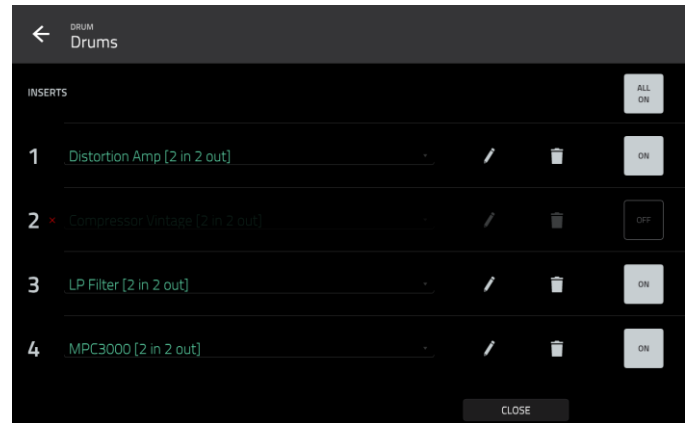 DRUM
Drums
INSERTS
ALL ON
1 Distortion Amp [2 in 2 out] ON
2 × Compressor Vintage [2 in 2 out] OFF
3 LP Filter [2 in 2 out] ON
4 MPC3000 [2 in 2 out] ON
CLOSE